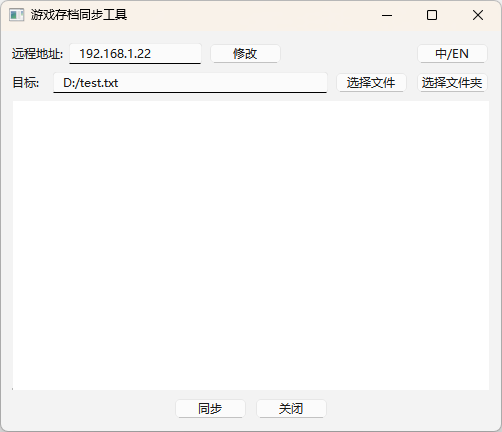 游戏存档同步工具
远程地址: 192.168.1.22 修改 中/EN
目标: D:/test.txt 选择文件 选择文件夹
同步 关闭